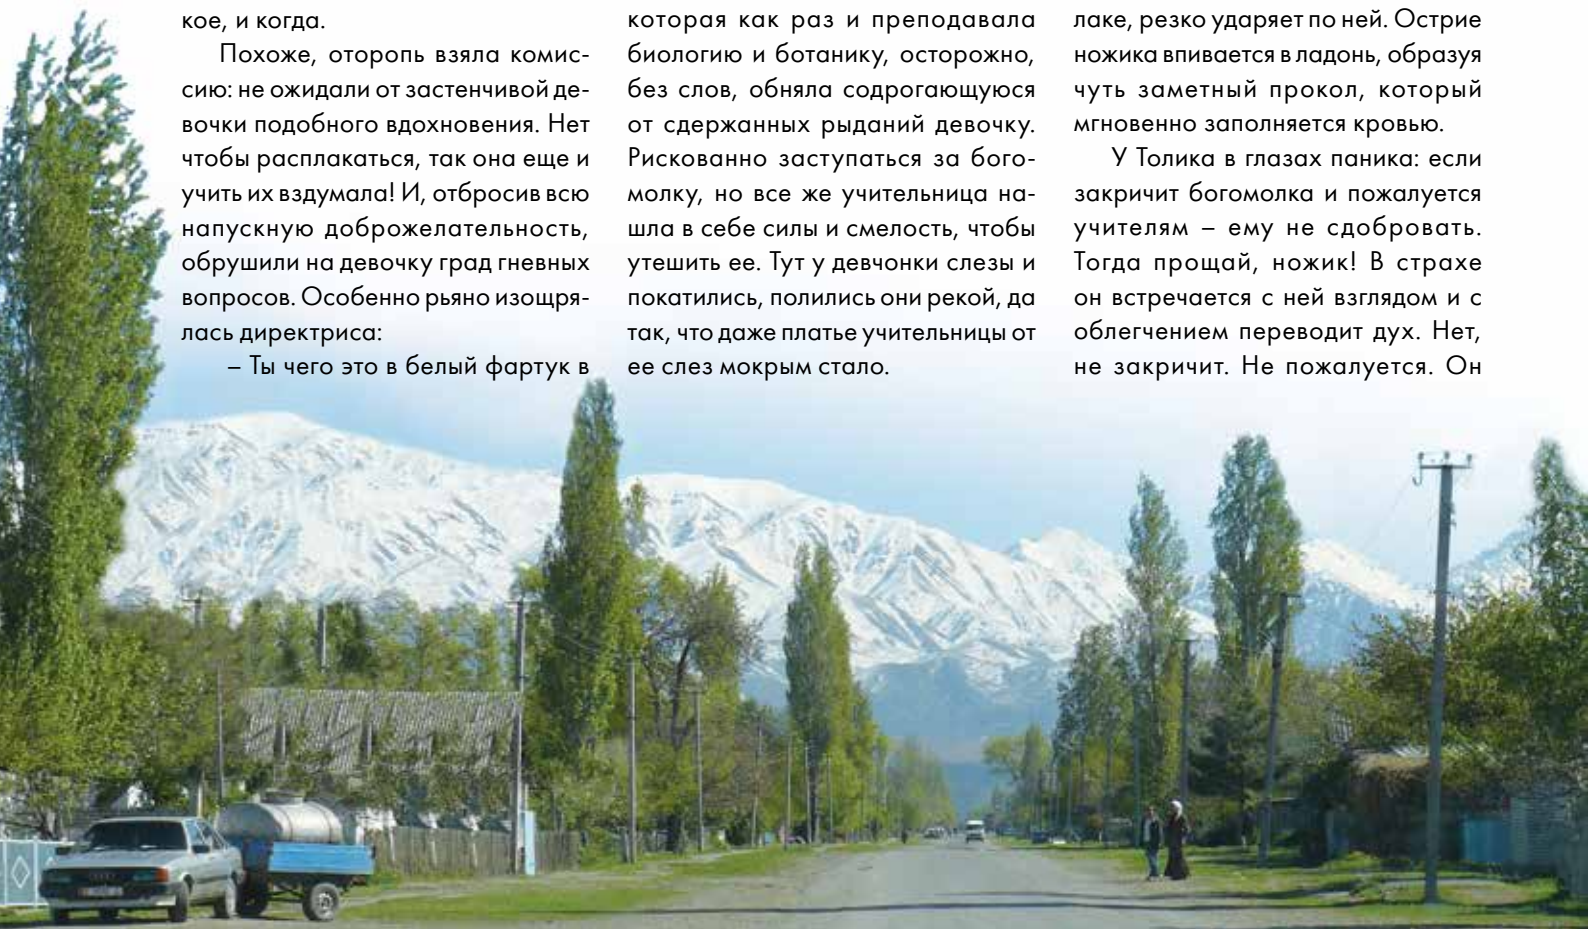 кое, и когда.
Похоже, оторопь взяла комис-
сию: не ожидали от застенчивой де-
вочки подобного вдохновения. Нет
чтобы расплакаться, так она еще и
учить их вздумала! И, отбросив всю
напускную доброжелательность,
обрушили на девочку град гневных
вопросов. Особенно рьяно изощря-
лась директриса:
– Ты чего это в белый фартук в
которая как раз и преподавала
биологию и ботанику, осторожно,
без слов, обняла содрогающуюся
от сдержанных рыданий девочку.
Рискованно заступаться за бого-
молку, но все же учительница на-
шла в себе силы и смелость, чтобы
утешить ее. Тут у девчонки слезы и
покатились, полились они рекой, да
так, что даже платье учительницы от
ее слез мокрым стало.
лаке, резко ударяет по ней. Острие
ножика впивается в ладонь, образуя
чуть заметный прокол, который
мгновенно заполняется кровью.
У Толика в глазах паника: если
закричит богомолка и пожалуется
учителям – ему не сдобровать.
Тогда прощай, ножик! В страхе
он встречается с ней взглядом и с
облегчением переводит дух. Нет,
не закричит. Не пожалуется. Он